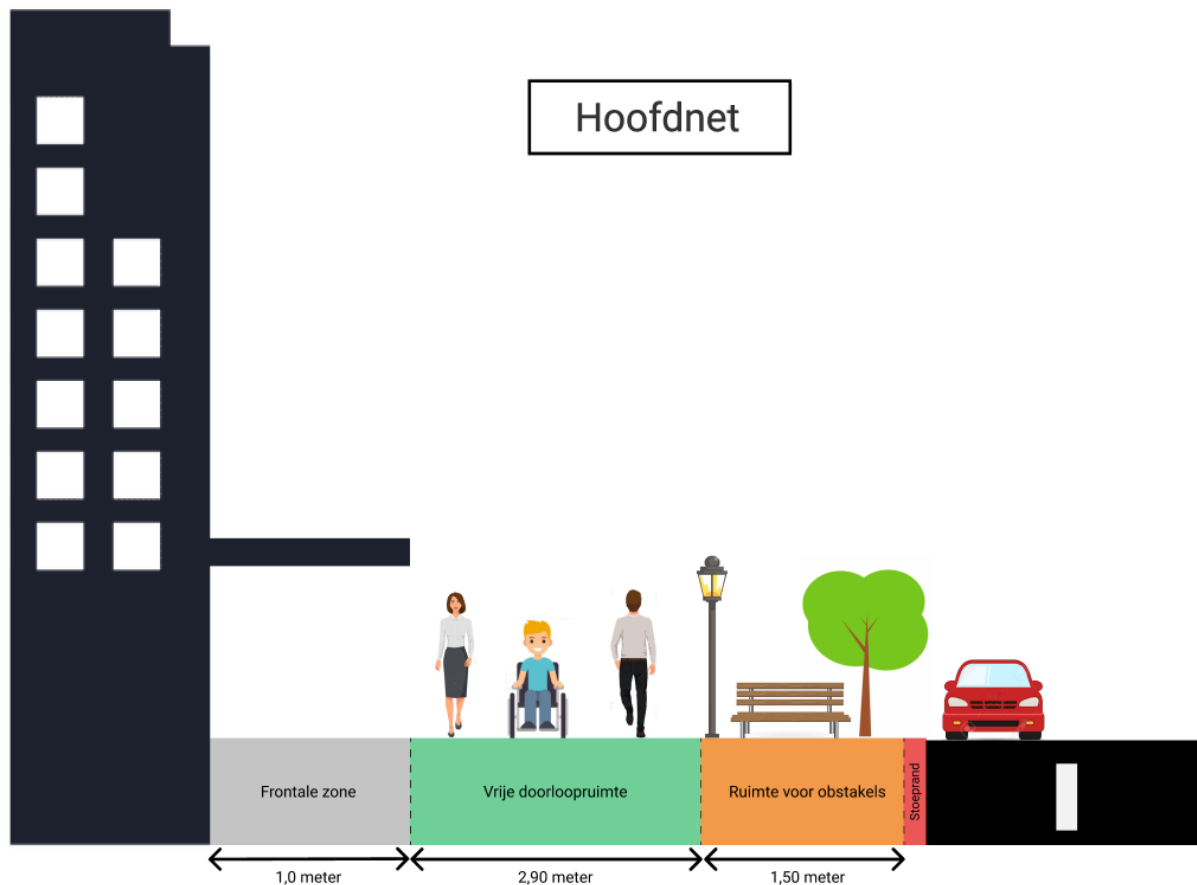 Hoofdnet
Frontale zone
Vrije doorloopruimte
Ruimte voor obstakels
Stoeprand
1,0 meter
2,90 meter
1,50 meter